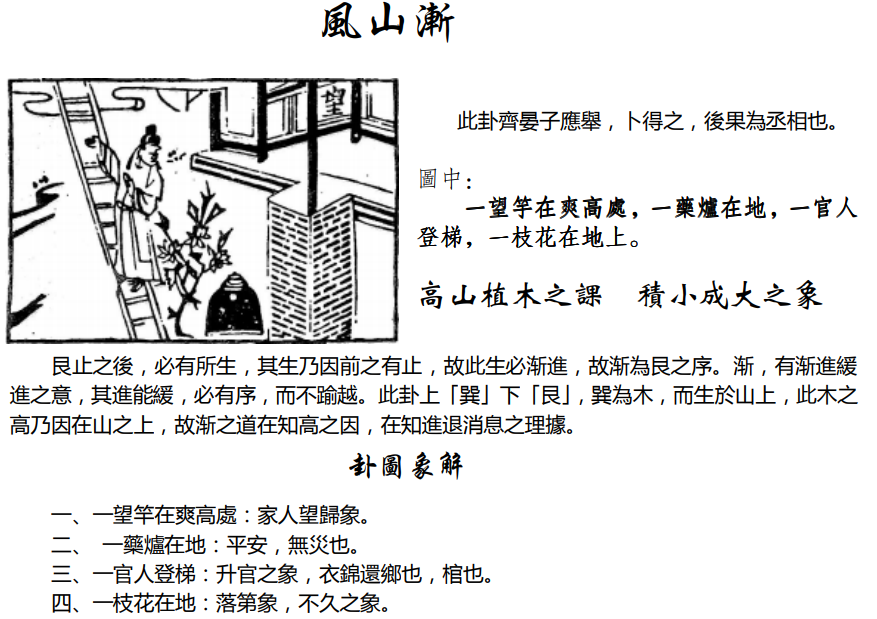 風山漸
望
此卦齊晏子應舉，卜得之，後果為丞相也。
圖中：
一望竿在爽高處，一藥爐在地，一官人
登梯，一枝花在地上。
高山植木之課　積小成大之象
艮止之後，必有所生，其生乃因前之有止，故此生必渐進，故渐為艮之序。渐，有渐進緩
進之意，其進能緩，必有序，而不踰越。此卦上「巽」下「艮」，巽為木，而生於山上，此木之
高乃因在山之上，故渐之道在知高之因，在知進退消息之理據。
卦圖象解
一、一望竿在爽高處：家人望歸象。
二、 一藥爐在地：平安，無災也。
三、一官人登梯：升官之象，衣錦還鄉也，棺也。
四、一枝花在地：落第象，不久之象。